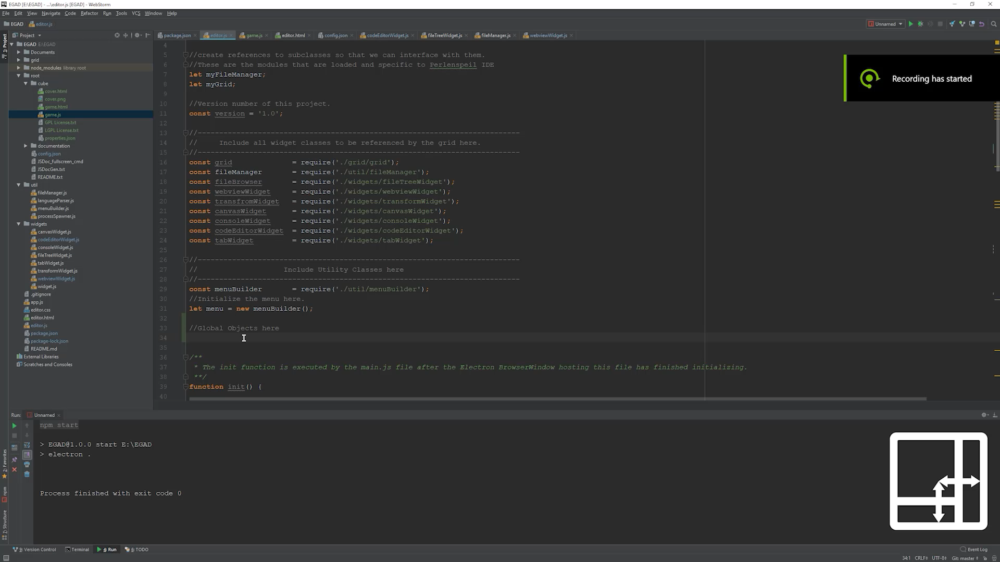 EGAD [E:\EGAD] - ...\editor.js [EGAD] - WebStorm
File Edit View Navigate Code Refactor Run Tools VCS Window Help
EGAD editor.js
Unnamed
1: Project
Project
package.json editor.js game.js editor.html config.json codeEditorWidget.js fileTreeWidget.js fileManager.js webviewWidget.js
EGAD E:\EGAD
Documents
grid
node_modules library root
root
cube
cover.html
cover.png
game.html
game.js
GPL License.txt
LGPL License.txt
properties.json
documentation
config.json
JSDoc_fullscreen_cmd
JSDocGen.txt
README.txt
util
fileManager.js
languageParser.js
menuBuilder.js
processSpawner.js
widgets
canvasWidget.js
codeEditorWidget.js
consoleWidget.js
fileTreeWidget.js
tabWidget.js
transformWidget.js
webviewWidget.js
widget.js
.gitignore
app.js
editor.css
editor.html
editor.js
package.json
package-lock.json
README.md
External Libraries
Scratches and Consoles
4
5 //create references to subclasses so that we can interface with them.
6 //These are the modules that are loaded and specific to Perlenspeil IDE
7 let myFileManager;
8 let myGrid;
9
10 //Version number of this project.
11 const version = '1.0';
12
13 //---------------------------------------------------------------------------
14 // Include all widget classes to be referenced by the grid here.
15 //---------------------------------------------------------------------------
16 const grid = require('./grid/grid');
17 const fileManager = require('./util/fileManager');
18 const fileBrowser = require('./widgets/fileTreeWidget');
19 const webviewWidget = require('./widgets/webviewWidget');
20 const transfromWidget = require('./widgets/transformWidget');
21 const canvasWidget = require('./widgets/canvasWidget');
22 const consoleWidget = require('./widgets/consoleWidget');
23 const codeEditorWidget = require('./widgets/codeEditorWidget');
24 const tabWidget = require('./widgets/tabWidget');
25
26 //---------------------------------------------------------------------------
27 // Include Utility Classes here
28 //---------------------------------------------------------------------------
29 const menuBuilder = require('./util/menuBuilder');
30 //Initialize the menu here.
31 let menu = new menuBuilder();
32
33 //Global Objects here
34
35
36 /**
37 * The init function is executed by the main.js file after the Electron BrowserWindow hosting this file has finished initializing.
38 **/
39 function init() {
40
Recording has started
Run: Unnamed
npm start
> EGAD@1.0.0 start E:\EGAD
> electron .
Process finished with exit code 0
2: Favorites
npm
7: Structure
9: Version Control Terminal 4: Run 6: TODO
Event Log
34:1 CRLF UTF-8 Git: master